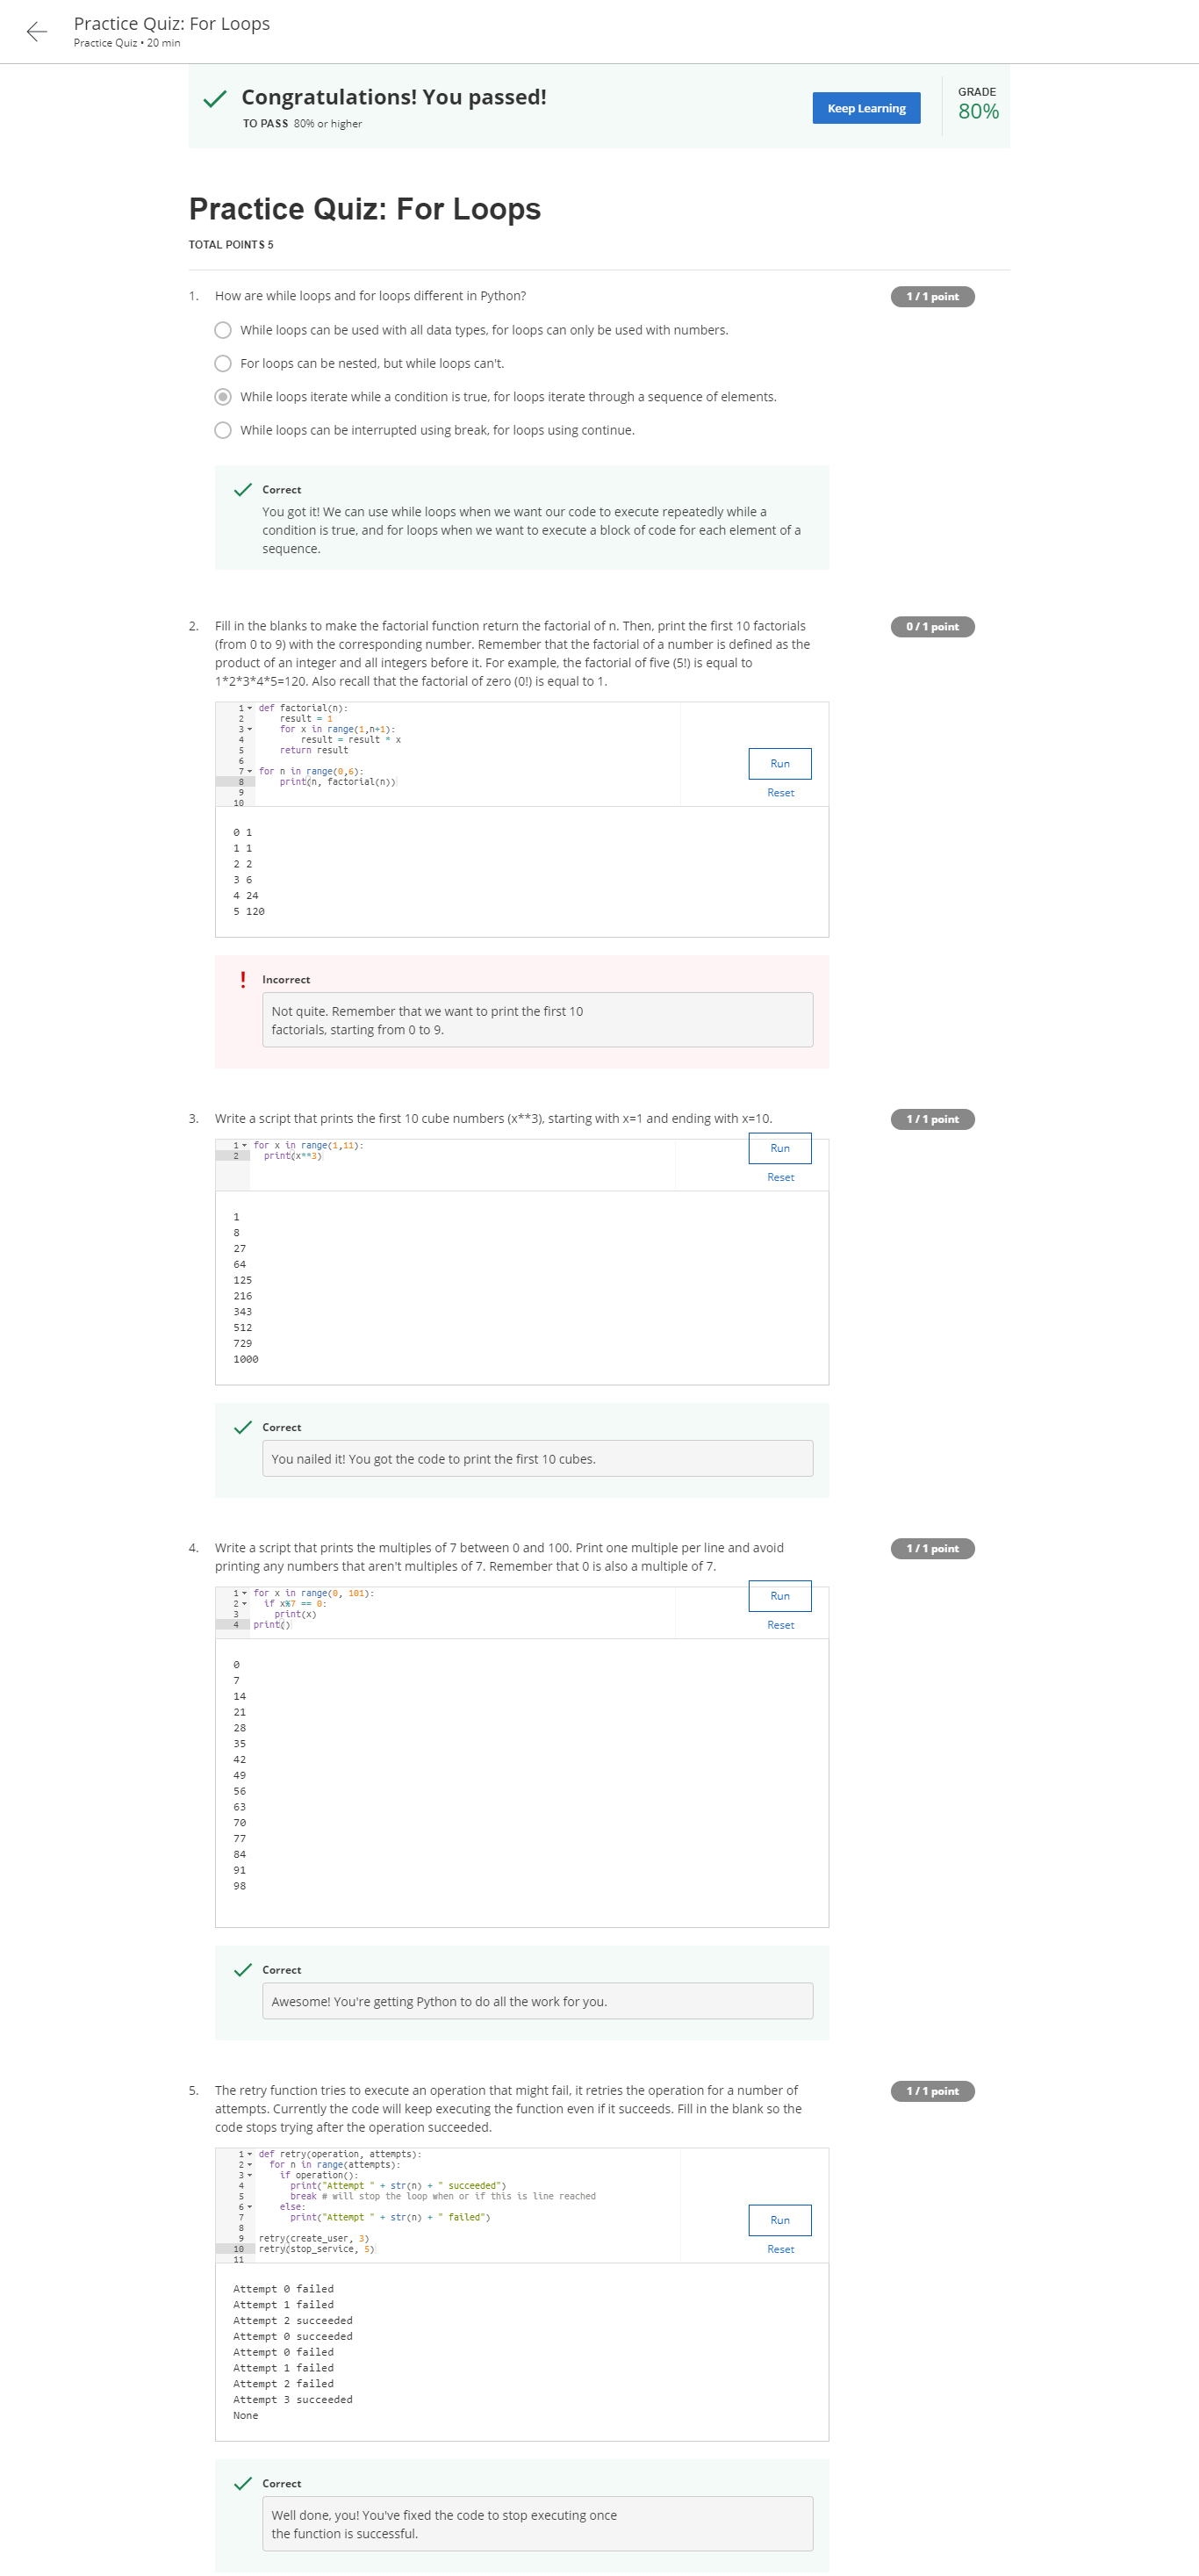 Practice Quiz: For Loops
Practice Quiz • 20 min
Congratulations! You passed!
TO PASS 80% or higher
Keep Learning
GRADE
80%
Practice Quiz: For Loops
TOTAL POINTS 5
1. How are while loops and for loops different in Python?
1 / 1 point
While loops can be used with all data types, for loops can only be used with numbers.
For loops can be nested, but while loops can't.
While loops iterate while a condition is true, for loops iterate through a sequence of elements.
While loops can be interrupted using break, for loops using continue.
Correct
You got it! We can use while loops when we want our code to execute repeatedly while a
condition is true, and for loops when we want to execute a block of code for each element of a
sequence.
2. Fill in the blanks to make the factorial function return the factorial of n. Then, print the first 10 factorials
0 / 1 point
(from 0 to 9) with the corresponding number. Remember that the factorial of a number is defined as the
product of an integer and all integers before it. For example, the factorial of five (5!) is equal to
1*2*3*4*5=120. Also recall that the factorial of zero (0!) is equal to 1.
1 def factorial(n):
2 result = 1
3 for x in range(1,n+1):
4 result = result * x
5 return result
6
7 for n in range(0,6):
8 print(n, factorial(n))
9
10
Run
Reset
0 1
1 1
2 2
3 6
4 24
5 120
Incorrect
Not quite. Remember that we want to print the first 10
factorials, starting from 0 to 9.
3. Write a script that prints the first 10 cube numbers (x**3), starting with x=1 and ending with x=10.
1 / 1 point
1 for x in range(1,11):
2 print(x**3)
Run
Reset
1
8
27
64
125
216
343
512
729
1000
Correct
You nailed it! You got the code to print the first 10 cubes.
4. Write a script that prints the multiples of 7 between 0 and 100. Print one multiple per line and avoid
1 / 1 point
printing any numbers that aren't multiples of 7. Remember that 0 is also a multiple of 7.
1 for x in range(0, 101):
2 if x%7 == 0:
3 print(x)
4 print()
Run
Reset
0
7
14
21
28
35
42
49
56
63
70
77
84
91
98
Correct
Awesome! You're getting Python to do all the work for you.
5. The retry function tries to execute an operation that might fail, it retries the operation for a number of
1 / 1 point
attempts. Currently the code will keep executing the function even if it succeeds. Fill in the blank so the
code stops trying after the operation succeeded.
1 def retry(operation, attempts):
2 for n in range(attempts):
3 if operation():
4 print("Attempt " + str(n) + " succeeded")
5 break # will stop the loop when or if this is line reached
6 else:
7 print("Attempt " + str(n) + " failed")
8
9 retry(create_user, 3)
10 retry(stop_service, 5)
11
Run
Reset
Attempt 0 failed
Attempt 1 failed
Attempt 2 succeeded
Attempt 0 succeeded
Attempt 0 failed
Attempt 1 failed
Attempt 2 failed
Attempt 3 succeeded
None
Correct
Well done, you! You've fixed the code to stop executing once
the function is successful.